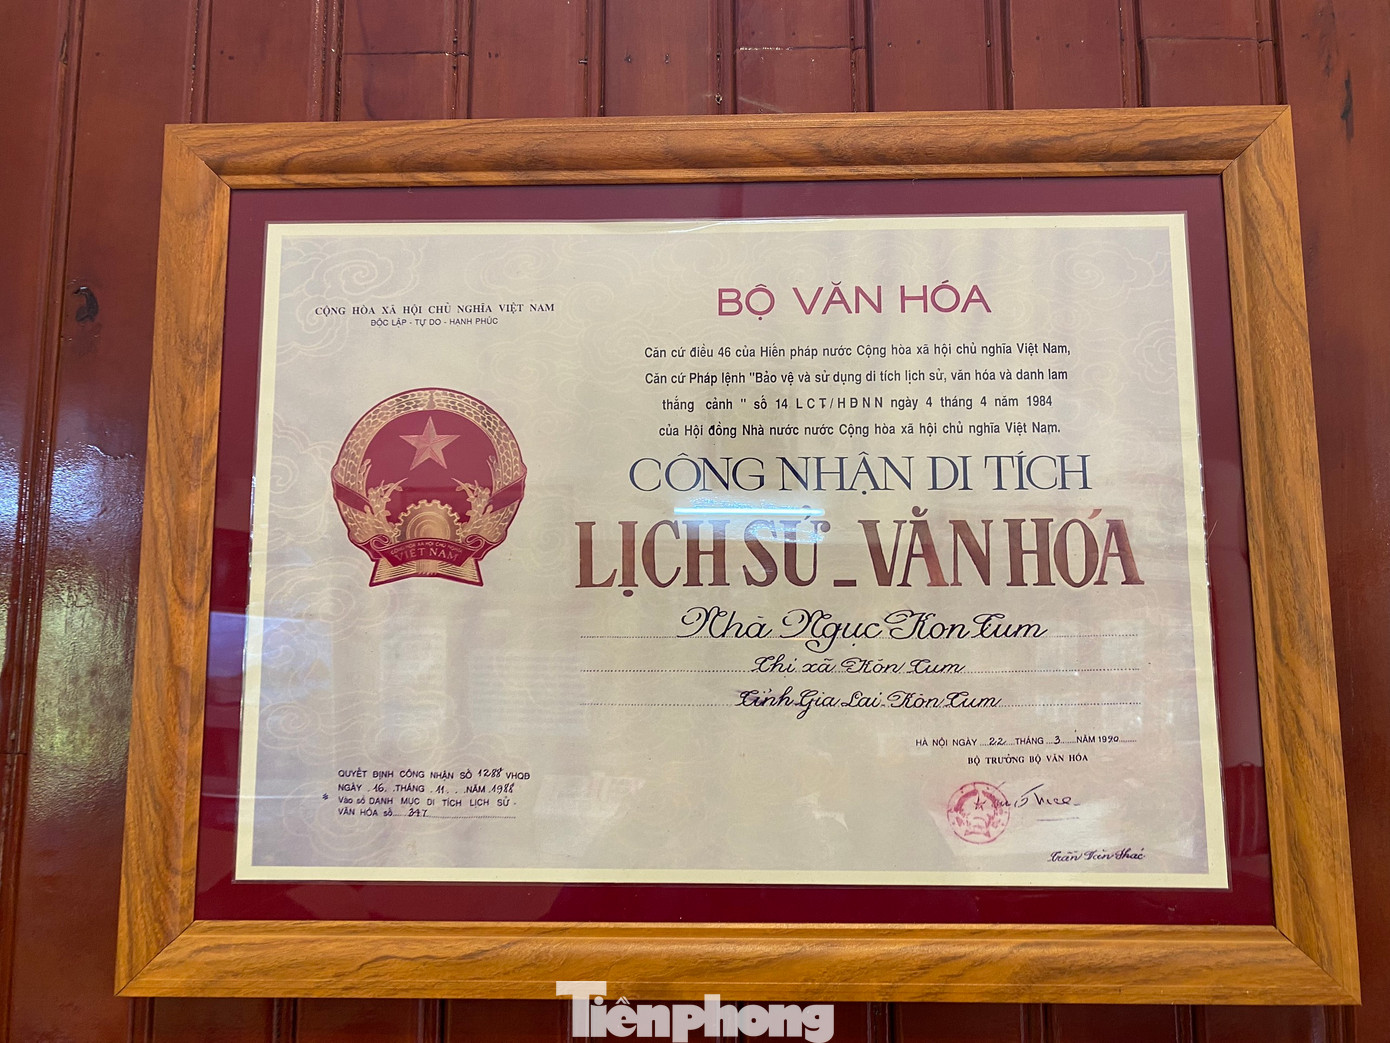 CỘNG HÒA XÃ HỘI CHỦ NGHĨA VIỆT NAM
ĐỘC LẬP - TỰ DO - HẠNH PHÚC
VIỆT NAM
QUYẾT ĐỊNH CÔNG NHẬN SỐ 1288 VHQĐ
NGÀY .16. .THÁNG .11. . .NĂM .1988
* Vào sổ DANH MỤC DI TÍCH LỊCH SỬ -
VĂN HÓA số.....347
BỘ VĂN HÓA
Căn cứ điều 46 của Hiến pháp nước Cộng hòa xã hội chủ nghĩa Việt Nam,
Căn cứ Pháp lệnh "Bảo vệ và sử dụng di tích lịch sử, văn hóa và danh lam
thắng cảnh " số 14 LCT/HĐNN ngày 4 tháng 4 năm 1984
của Hội đồng Nhà nước nước Cộng hòa xã hội chủ nghĩa Việt Nam.
CÔNG NHẬN DI TÍCH
LỊCH SỬ _ VĂN HÓA
Nhà Ngục Kon Tum
Thị xã Kon Tum
Tỉnh Gia Lai - Kon Tum
HÀ NỘI NGÀY ....22....THÁNG ...3......NĂM 1990........
BỘ TRƯỞNG BỘ VĂN HÓA
Trần Văn
Tiền phong